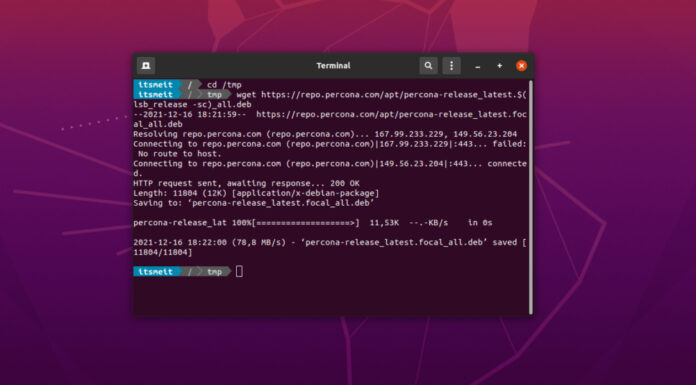 Terminal
itsmeit / cd /tmp
itsmeit / tmp wget https://repo.percona.com/apt/percona-release_latest.$(
lsb_release -sc)_all.deb
--2021-12-16 18:21:59-- https://repo.percona.com/apt/percona-release_latest.foc
al_all.deb
Resolving repo.percona.com (repo.percona.com)... 167.99.233.229, 149.56.23.204
Connecting to repo.percona.com (repo.percona.com)|167.99.233.229|:443... failed:
No route to host.
Connecting to repo.percona.com (repo.percona.com)|149.56.23.204|:443... connecte
d.
HTTP request sent, awaiting response... 200 OK
Length: 11804 (12K) [application/x-debian-package]
Saving to: ‘percona-release_latest.focal_all.deb’
percona-release_lat 100%[===================>] 11,53K --.-KB/s in 0s
2021-12-16 18:22:00 (78,8 MB/s) - ‘percona-release_latest.focal_all.deb’ saved [
11804/11804]
itsmeit / tmp